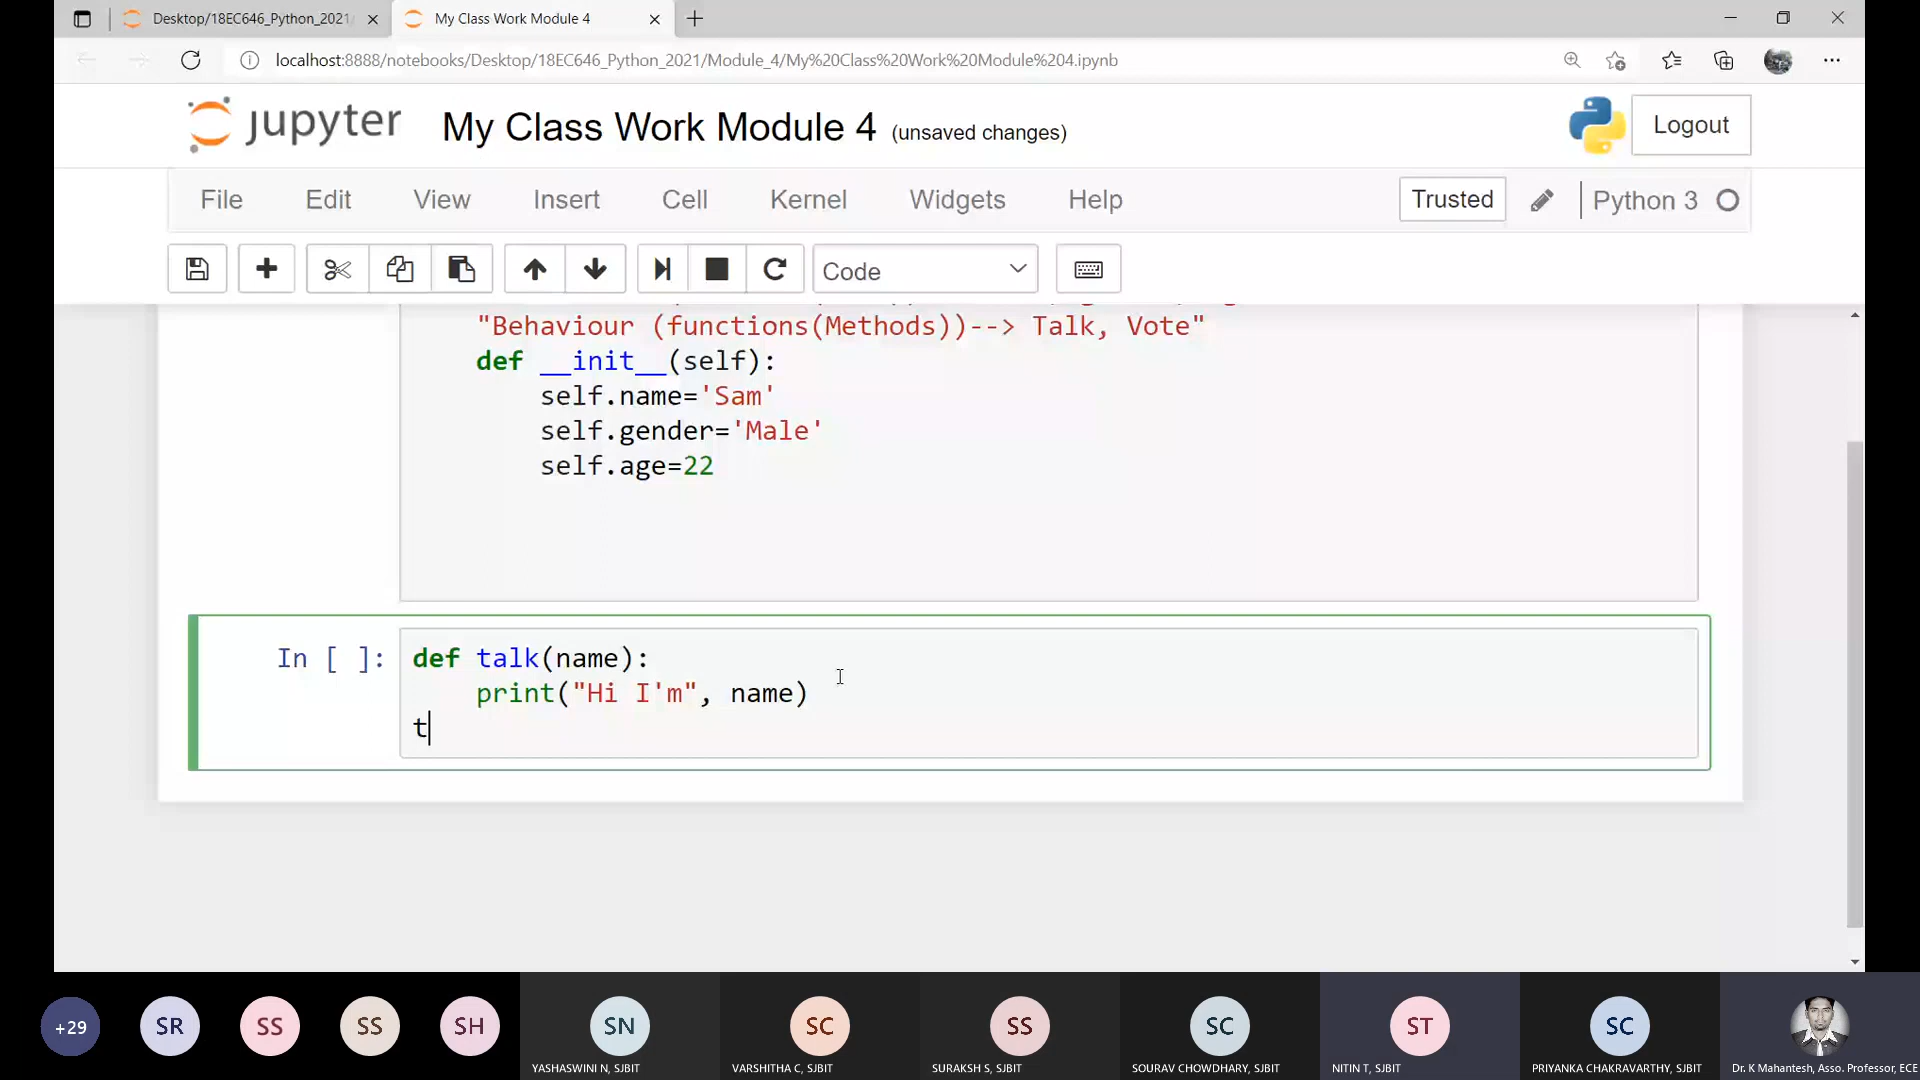 Desktop/18EC646_Python_2021
My Class Work Module 4
localhost:8888/notebooks/Desktop/18EC646_Python_2021/Module_4/My%20Class%20Work%20Module%204.ipynb
jupyter My Class Work Module 4 (unsaved changes)
Logout
File Edit View Insert Cell Kernel Widgets Help
Trusted
Python 3
Code
"Behaviour (functions(Methods))--> Talk, Vote"
def __init__(self):
self.name='Sam'
self.gender='Male'
self.age=22
In [ ]: def talk(name):
print("Hi I'm", name)
t
+29 SR SS SS SH SN SC SS SC ST SC
YASHASWINI N, SJBIT
VARSHITHA C, SJBIT
SURAKSH S, SJBIT
SOURAV CHOWDHARY, SJBIT
NITIN T, SJBIT
PRIYANKA CHAKRAVARTHY, SJBIT
Dr. K Mahantesh, Asso. Professor, ECE